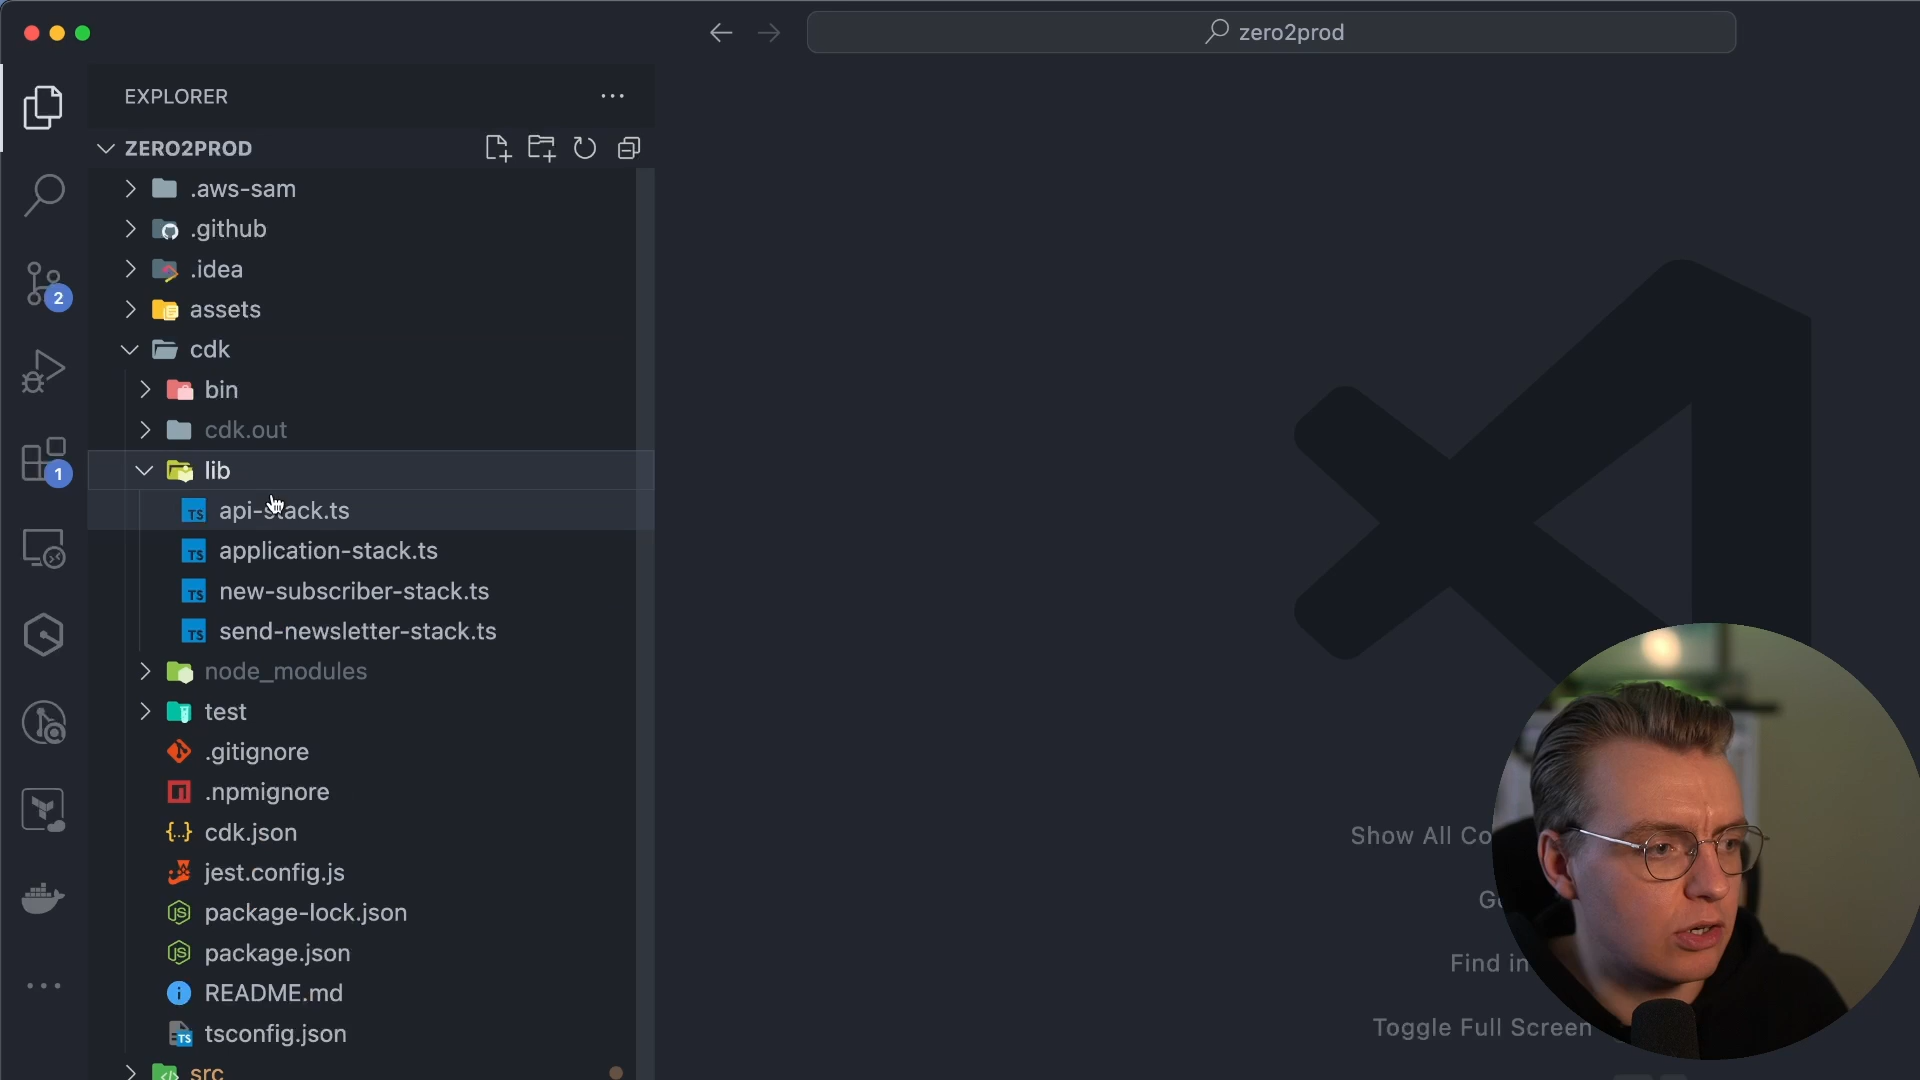 zero2prod
EXPLORER
ZERO2PROD
.aws-sam
.github
.idea
assets
2
cdk
bin
cdk.out
1
lib
api-stack.ts
application-stack.ts
new-subscriber-stack.ts
send-newsletter-stack.ts
node_modules
test
.gitignore
.npmignore
cdk.json
Show All Co
jest.config.js
package-lock.json
package.json
Find in
README.md
Toggle Full Screen
tsconfig.json
src